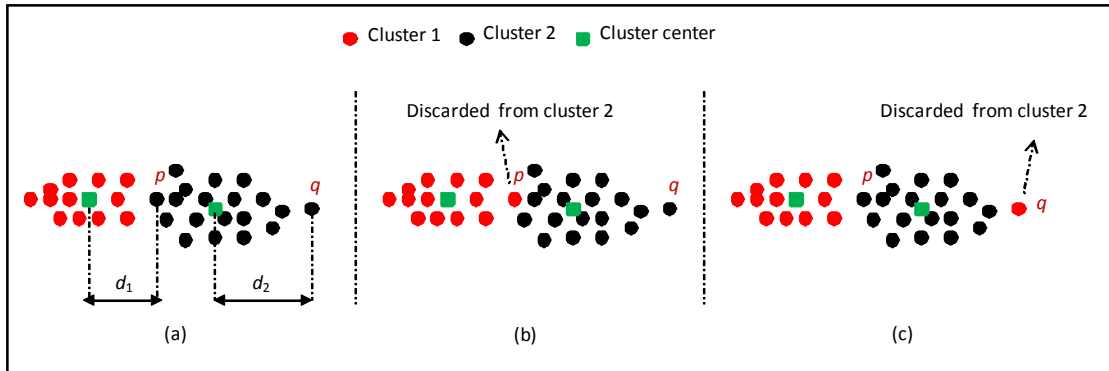 Cluster 1 Cluster 2 Cluster center
Discarded from cluster 2
Discarded from cluster 2
p
q
p
q
p
q
d1
d2
(a)
(b)
(c)